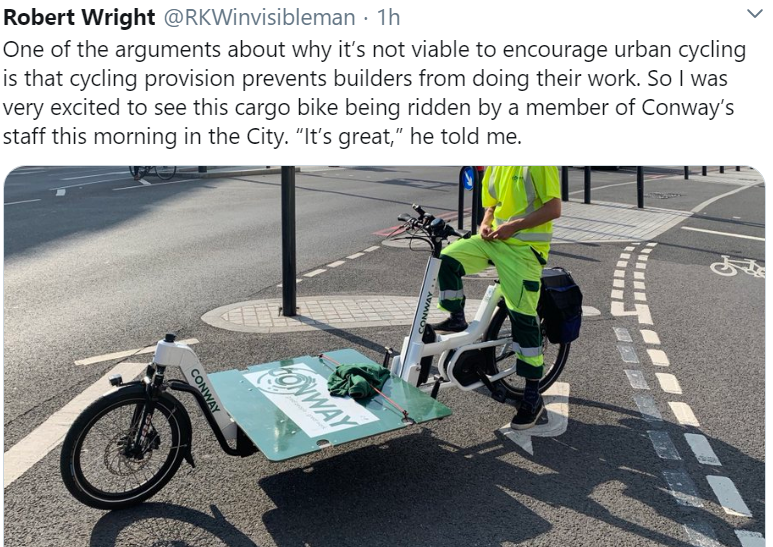 Robert Wright @RKWinvisibleman · 1h
One of the arguments about why it’s not viable to encourage urban cycling
is that cycling provision prevents builders from doing their work. So I was
very excited to see this cargo bike being ridden by a member of Conway’s
staff this morning in the City. “It’s great,” he told me.
CONWAY
CONWAY
CONWAY
CONWAY